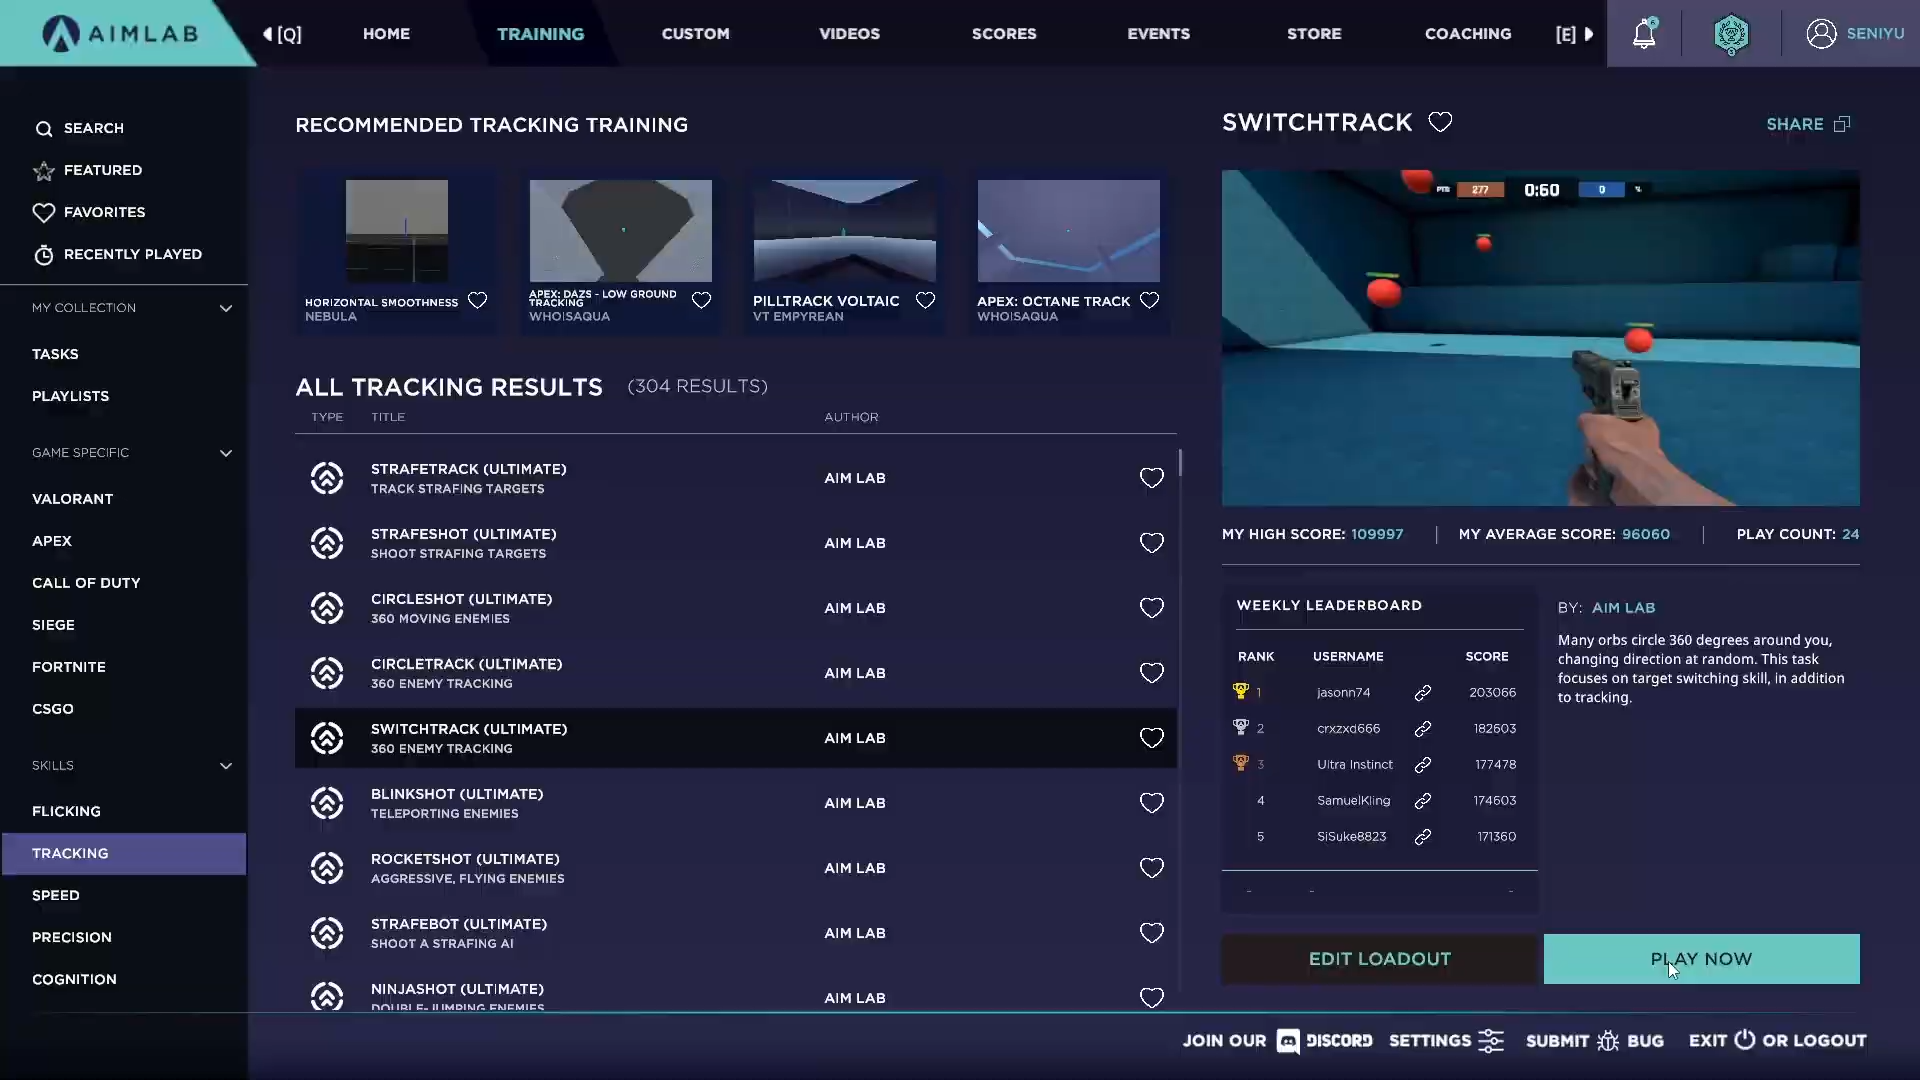 AIMLAB
[Q]
HOME
TRAINING
CUSTOM
VIDEOS
SCORES
EVENTS
STORE
COACHING
[E]
6
SENIYU
SEARCH
FEATURED
FAVORITES
RECENTLY PLAYED
MY COLLECTION
TASKS
PLAYLISTS
GAME SPECIFIC
VALORANT
APEX
CALL OF DUTY
SIEGE
FORTNITE
CSGO
SKILLS
FLICKING
TRACKING
SPEED
PRECISION
COGNITION
RECOMMENDED TRACKING TRAINING
HORIZONTAL SMOOTHNESS
NEBULA
APEX: DAZS - LOW GROUND
TRACKING
WHOISAQUA
PILLTRACK VOLTAIC
VT EMPYREAN
APEX: OCTANE TRACK
WHOISAQUA
ALL TRACKING RESULTS (304 RESULTS)
TYPE TITLE AUTHOR
STRAFETRACK (ULTIMATE)
TRACK STRAFING TARGETS
AIM LAB
STRAFESHOT (ULTIMATE)
SHOOT STRAFING TARGETS
AIM LAB
CIRCLESHOT (ULTIMATE)
360 MOVING ENEMIES
AIM LAB
CIRCLETRACK (ULTIMATE)
360 ENEMY TRACKING
AIM LAB
SWITCHTRACK (ULTIMATE)
360 ENEMY TRACKING
AIM LAB
BLINKSHOT (ULTIMATE)
TELEPORTING ENEMIES
AIM LAB
ROCKETSHOT (ULTIMATE)
AGGRESSIVE, FLYING ENEMIES
AIM LAB
STRAFEBOT (ULTIMATE)
SHOOT A STRAFING AI
AIM LAB
NINJASHOT (ULTIMATE)
DOUBLE-JUMPING ENEMIES
AIM LAB
SWITCHTRACK
SHARE
PTS 277 0:60 0 %
MY HIGH SCORE: 109997
MY AVERAGE SCORE: 96060
PLAY COUNT: 24
WEEKLY LEADERBOARD
RANK USERNAME SCORE
1 jasonn74 203066
2 crxzxd666 182603
3 Ultra Instinct 177478
4 SamuelKling 174603
5 SiSuke8823 171360
- - -
BY: AIM LAB
Many orbs circle 360 degrees around you,
changing direction at random. This task
focuses on target switching skill, in addition
to tracking.
EDIT LOADOUT
PLAY NOW
JOIN OUR DISCORD
SETTINGS
SUBMIT BUG
EXIT OR LOGOUT